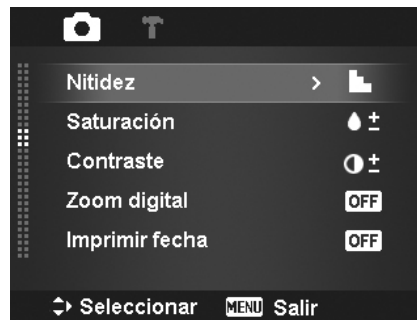 Nitidez
Saturación
Contraste
Zoom digital OFF
Imprimir fecha OFF
Seleccionar MENU Salir